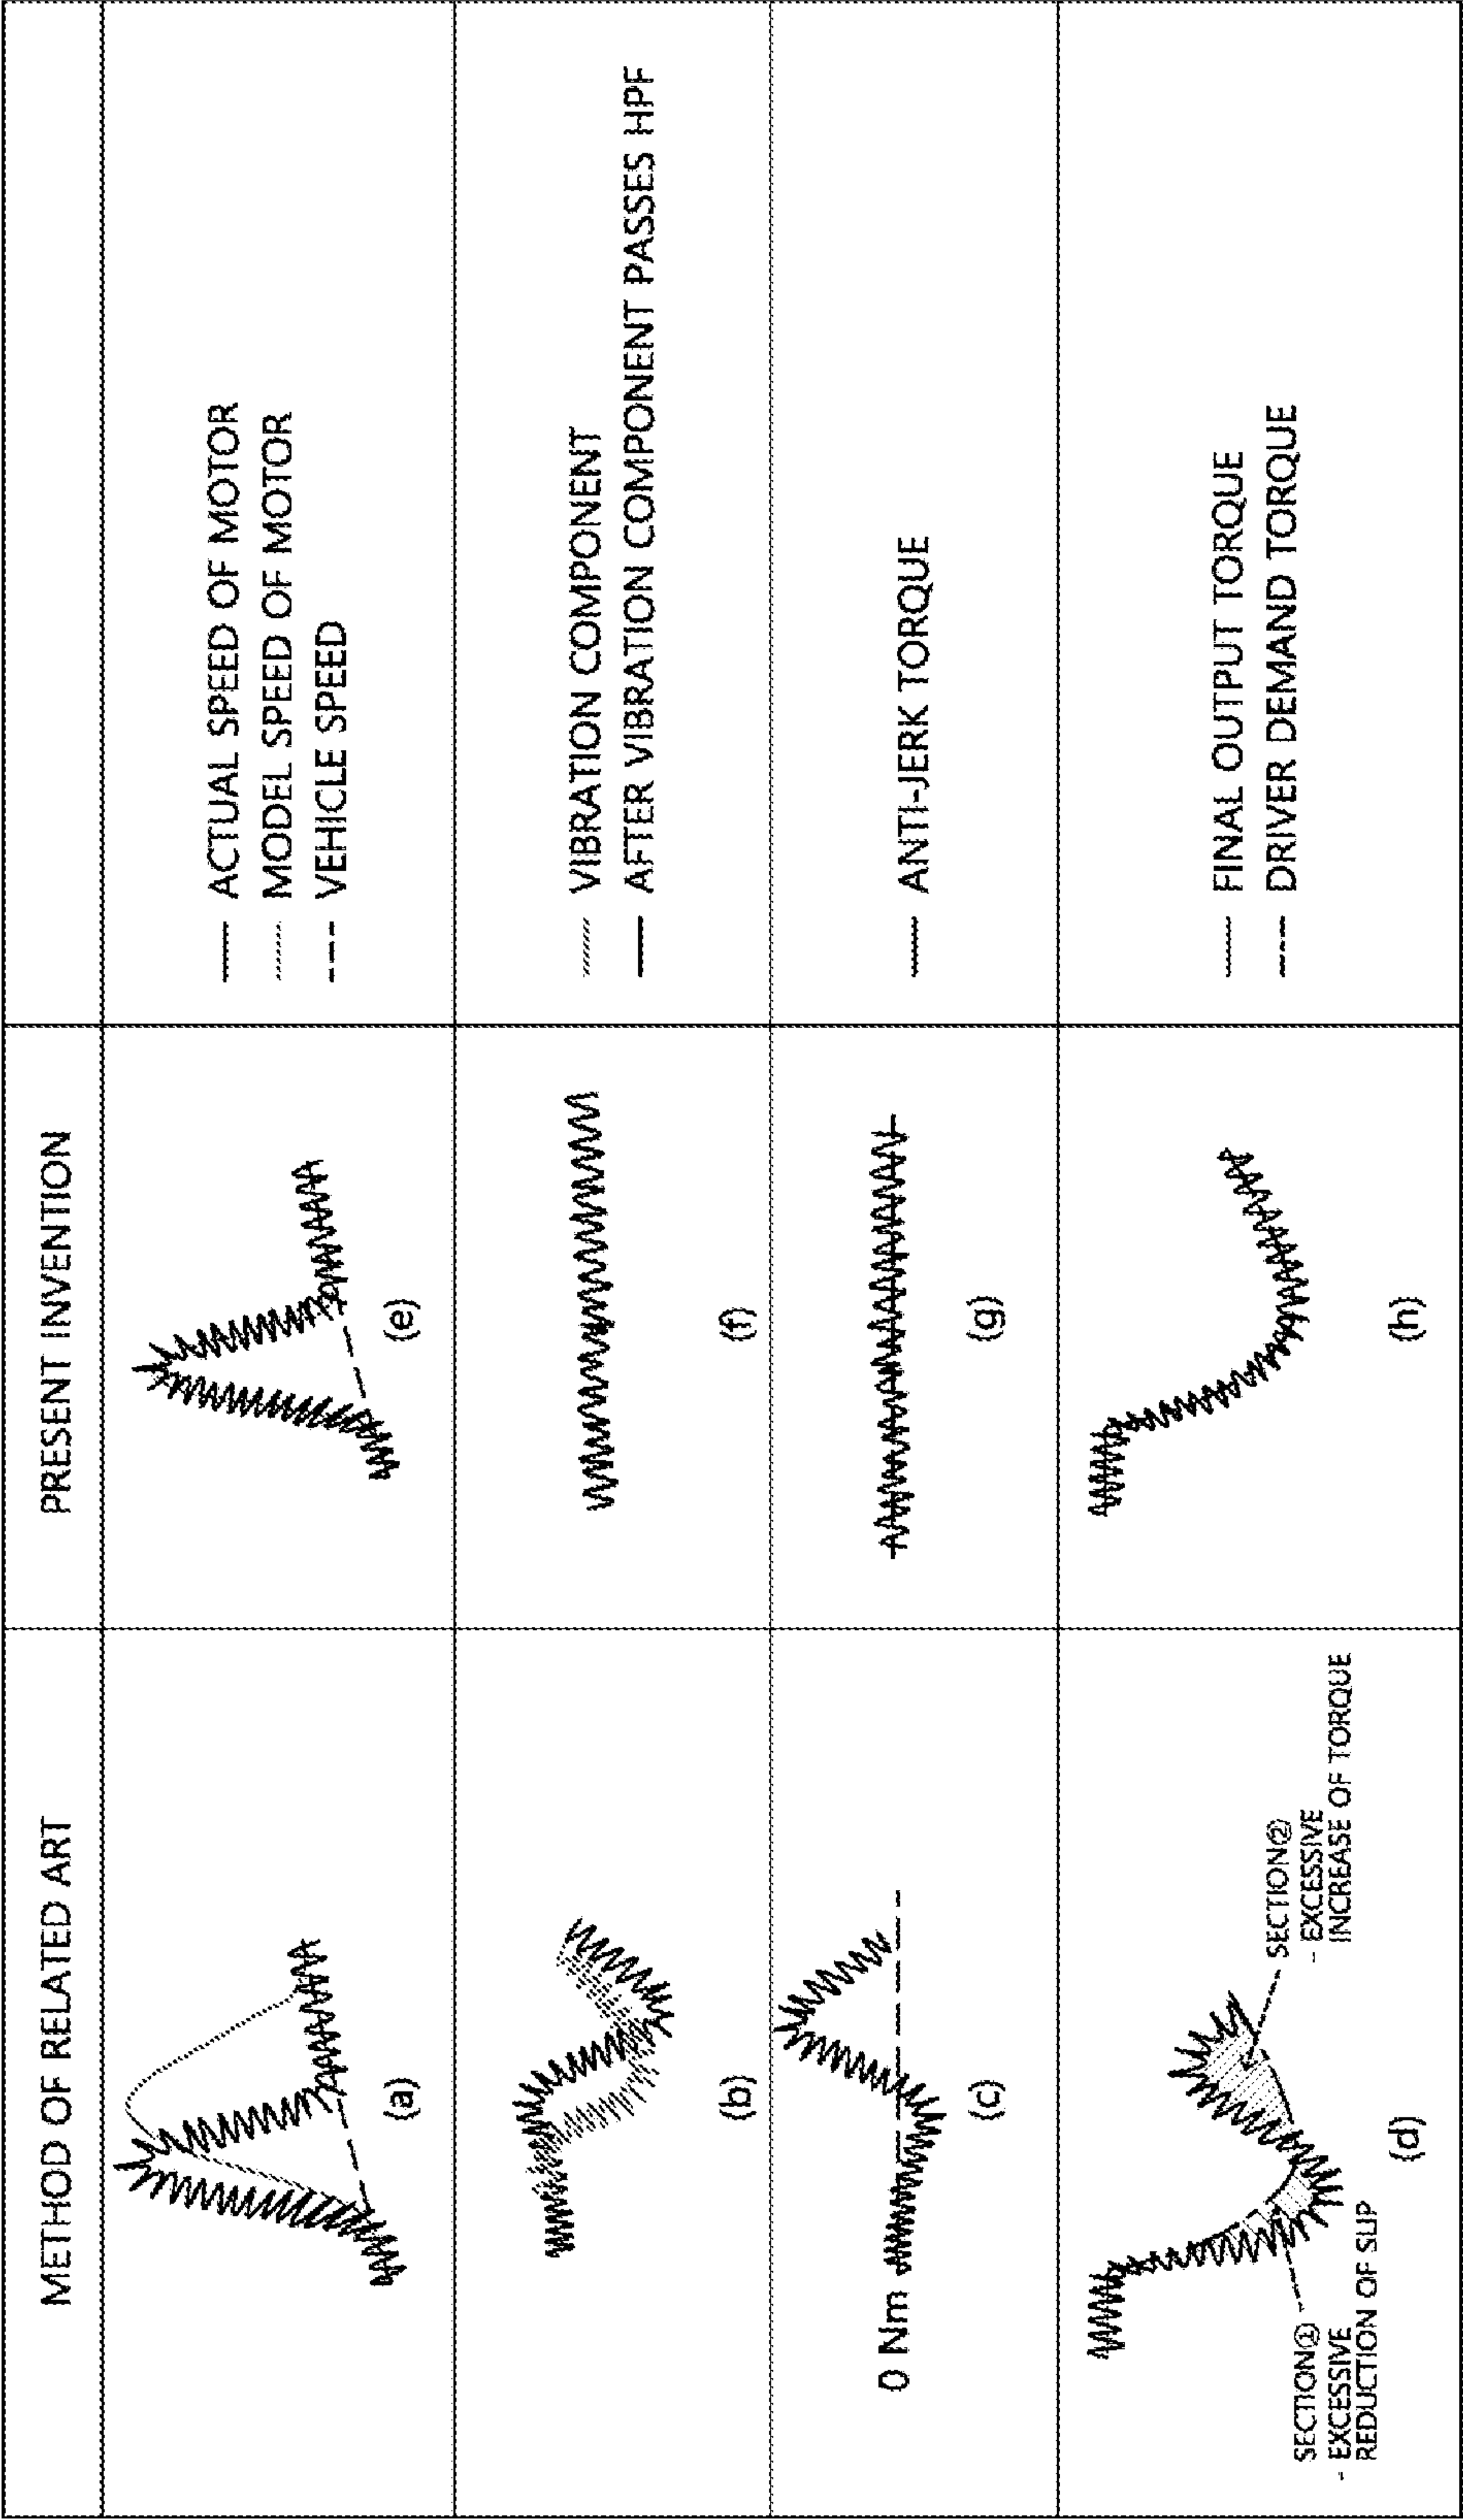 METHOD OF RELATED ART
PRESENT INVENTION
(a)
(e)
ACTUAL SPEED OF MOTOR
MODEL SPEED OF MOTOR
VEHICLE SPEED
(b)
(f)
VIBRATION COMPONENT
AFTER VIBRATION COMPONENT PASSES HPF
0 Nm
(c)
(g)
ANTI-JERK TORQUE
SECTION①
- EXCESSIVE
REDUCTION OF SLIP
SECTION②
- EXCESSIVE
INCREASE OF TORQUE
(d)
(h)
FINAL OUTPUT TORQUE
DRIVER DEMAND TORQUE